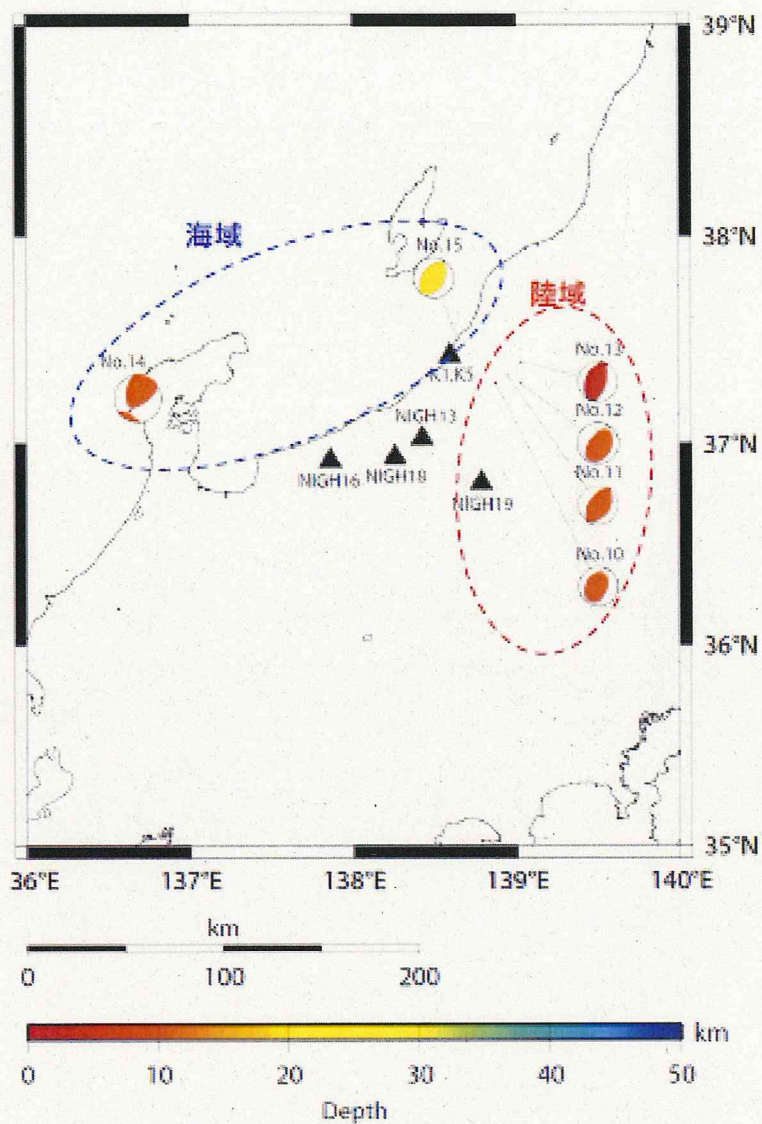 39°N
38°N
海域
No.15
陸域
No.14
No.13
K1,K5
No.12
NIGH13
37°N
No.11
NIGH16
NIGH18
NIGH19
No.10
36°N
35°N
36°E
137°E
138°E
139°E
140°E
km
0
100
200
km
0
10
20
30
40
50
Depth